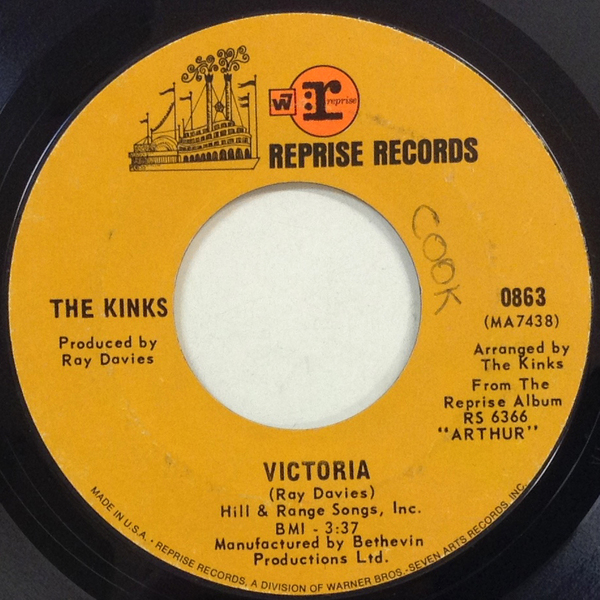 W7
r reprise
REPRISE RECORDS
COOK
THE KINKS
Produced by
Ray Davies
0863
(MA7438)
Arranged by
The Kinks
From The
Reprise Album
RS 6366
"ARTHUR"
VICTORIA
(Ray Davies)
Hill & Range Songs, Inc.
BMI - 3:37
Manufactured by Bethevin
Productions Ltd.
MADE IN U.S.A. · REPRISE RECORDS, A DIVISION OF WARNER BROS.-SEVEN ARTS RECORDS, INC.